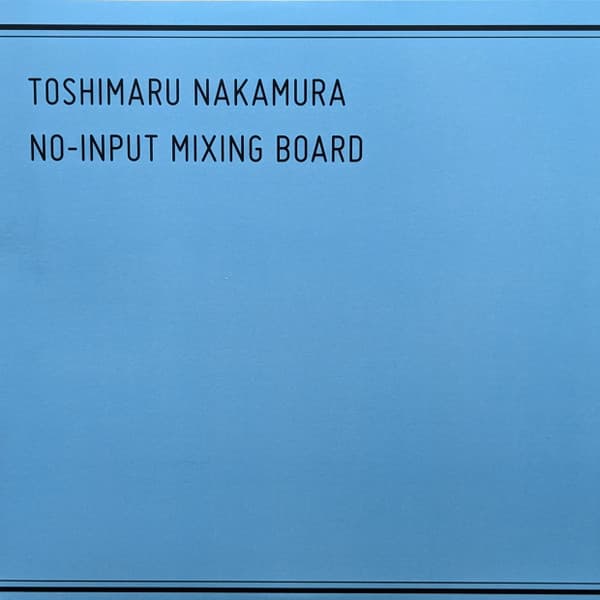 TOSHIMARU NAKAMURA
NO-INPUT MIXING BOARD